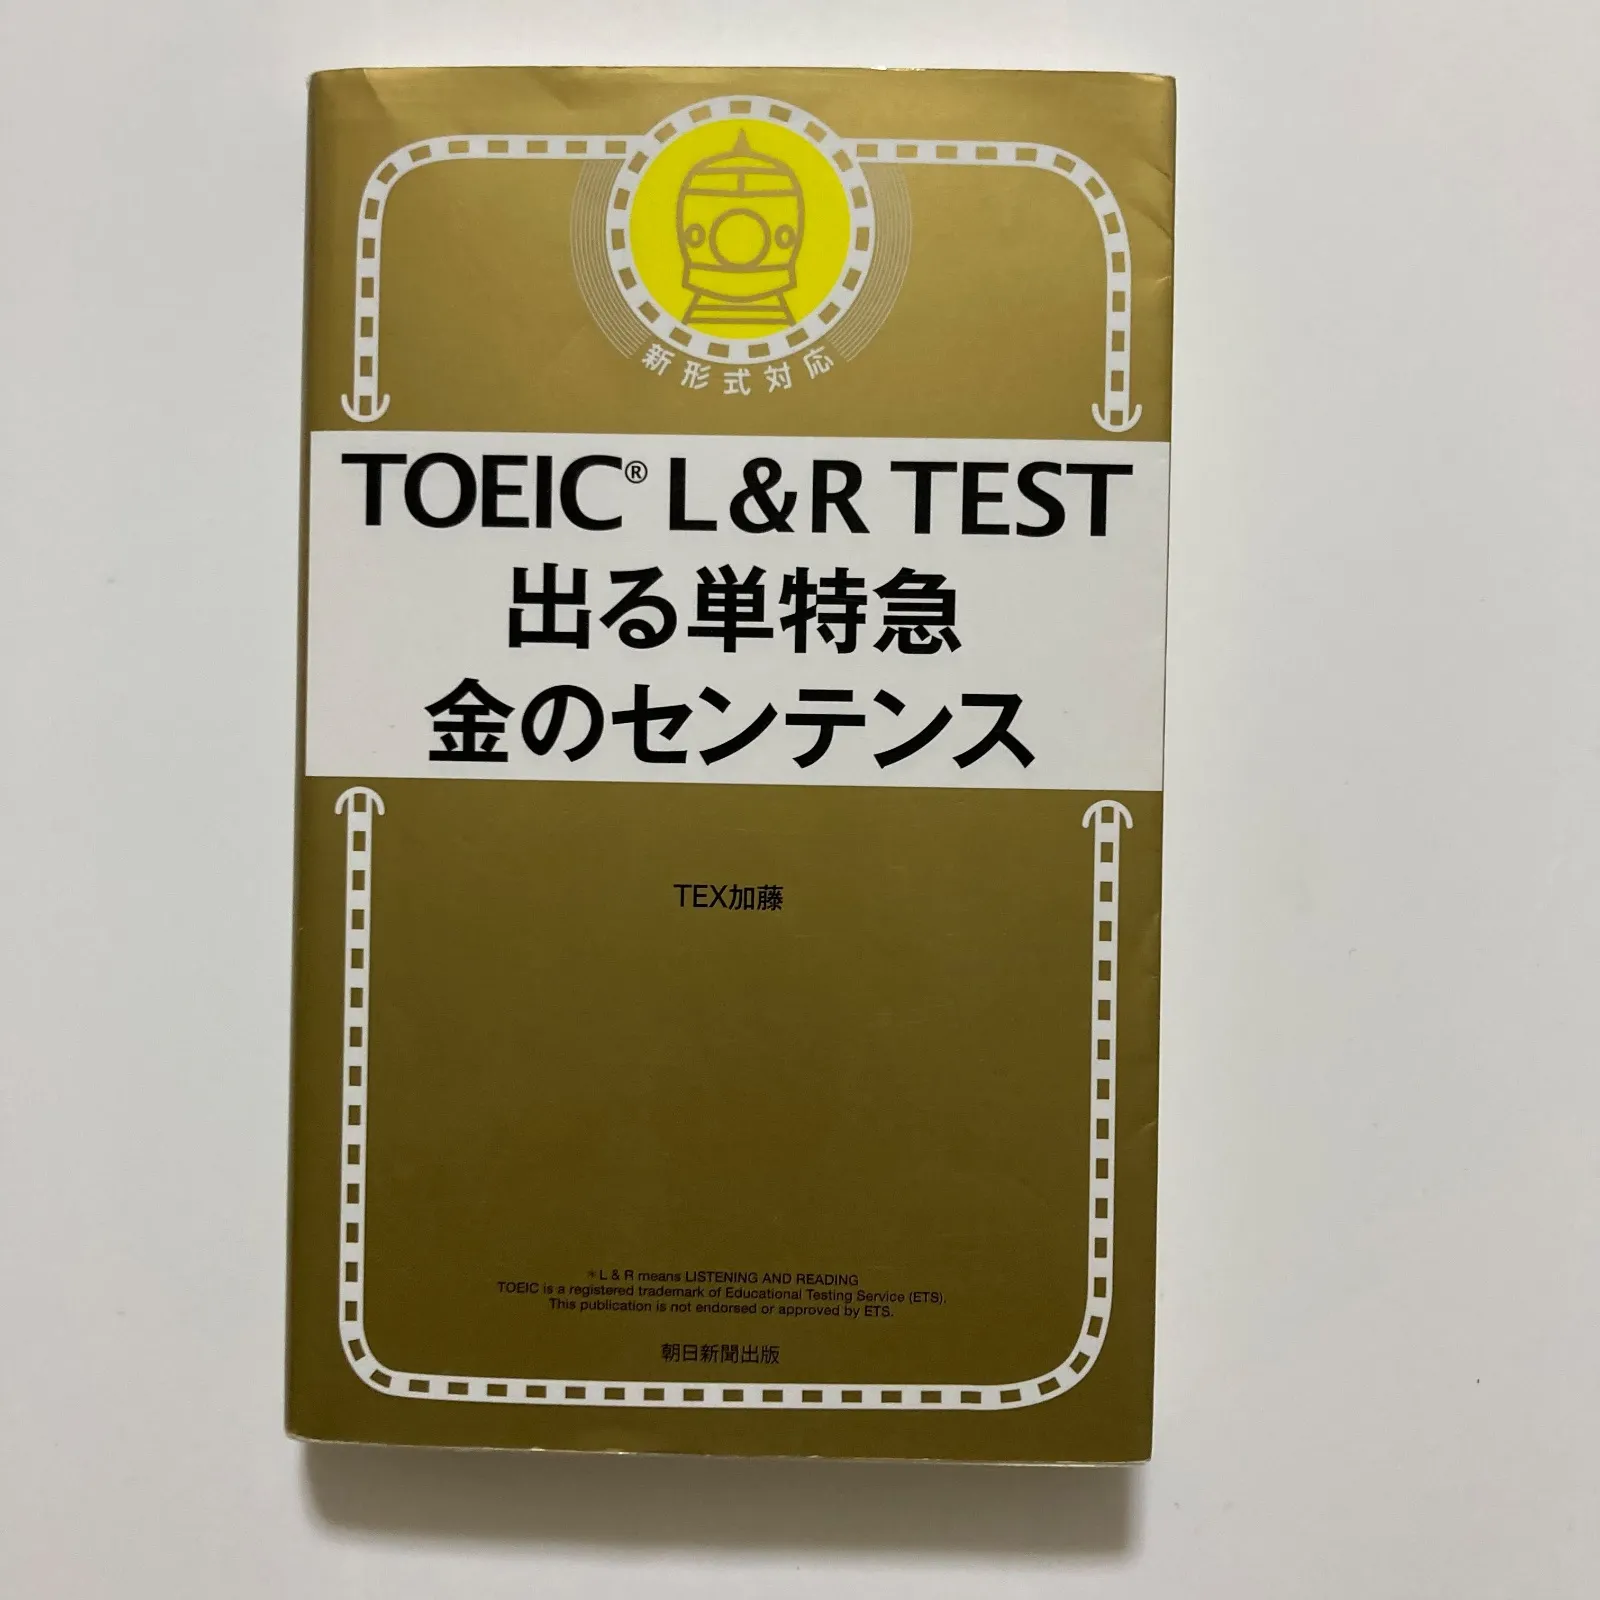 新形式対応
TOEIC® L&R TEST
出る単特急
金のセンテンス
TEX加藤
*L & R means LISTENING AND READING
TOEIC is a registered trademark of Educational Testing Service (ETS).
This publication is not endorsed or approved by ETS.
朝日新聞出版